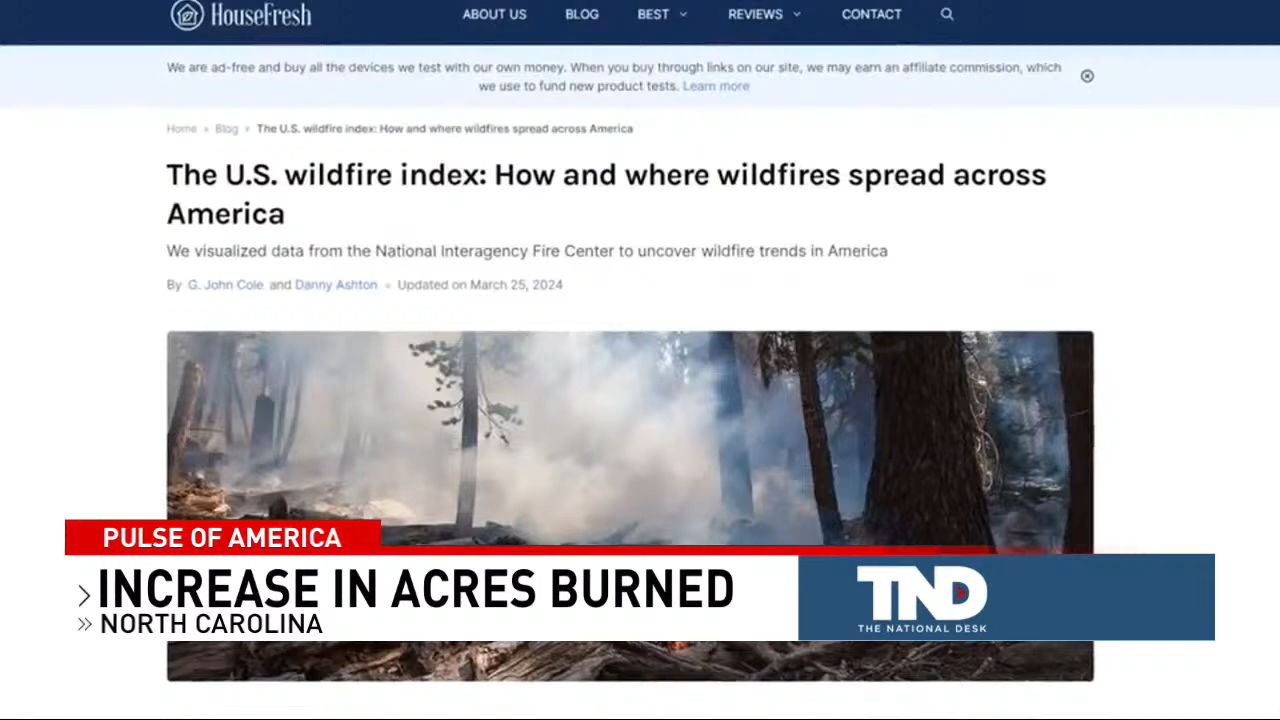 HouseFresh
ABOUT US
BLOG
BEST
REVIEWS
CONTACT
We are ad-free and buy all the devices we test with our own money. When you buy through links on our site, we may earn an affiliate commission, which
we use to fund new product tests. Learn more
Home » Blog » The U.S. wildfire index: How and where wildfires spread across America
The U.S. wildfire index: How and where wildfires spread across
America
We visualized data from the National Interagency Fire Center to uncover wildfire trends in America
By G. John Cole and Danny Ashton • Updated on March 25, 2024
PULSE OF AMERICA
> INCREASE IN ACRES BURNED
» NORTH CAROLINA
TND
THE NATIONAL DESK